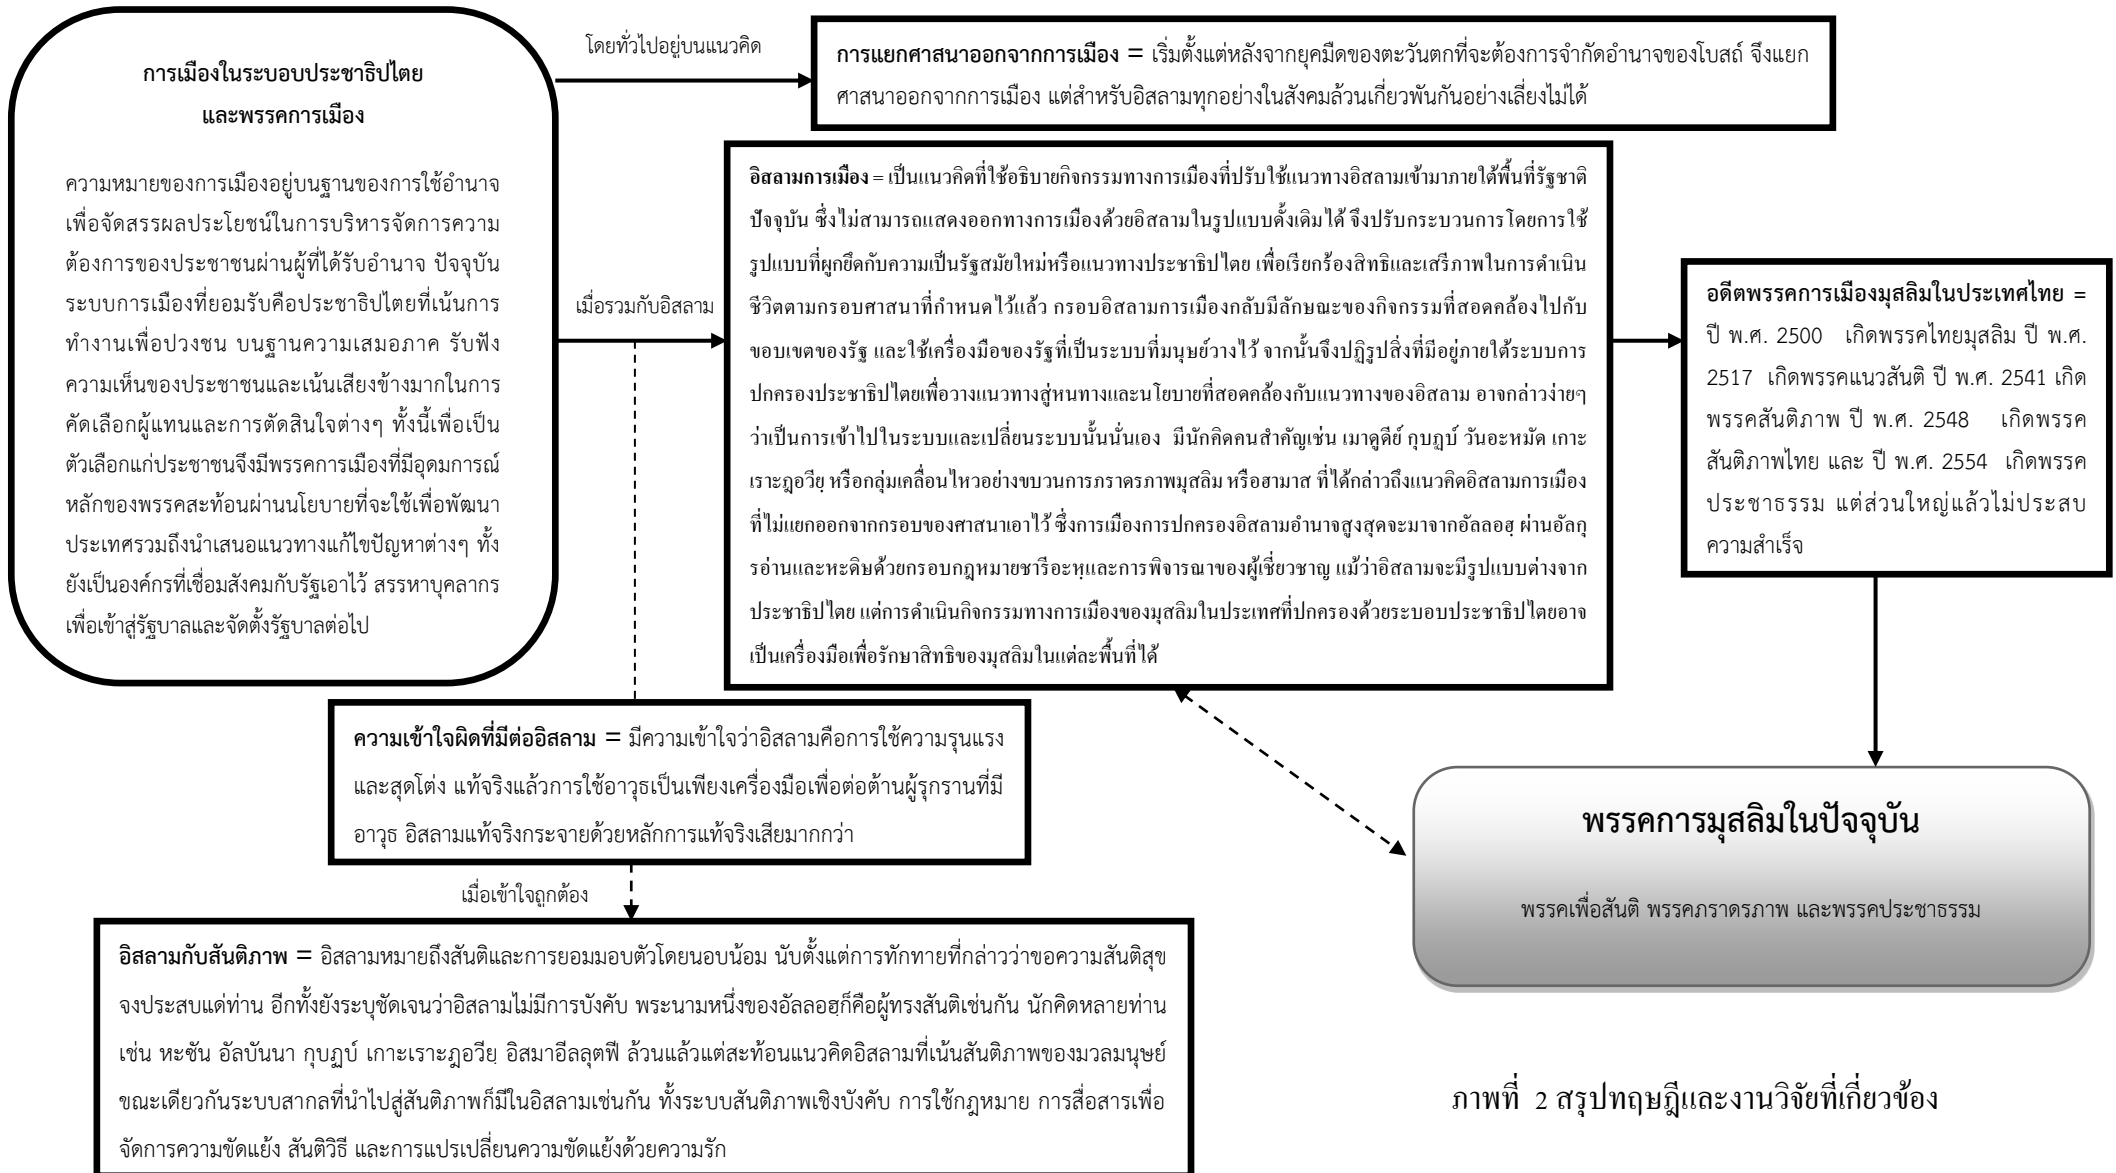 การเมืองในระบอบประชาธิปไตย
และพรรคการเมือง
ความหมายของการเมืองอยู่บนฐานของการใช้อำนาจ
เพื่อจัดสรรผลประโยชน์ในการบริหารจัดการความ
ต้องการของประชาชนผ่านผู้ที่ได้รับอำนาจ ปัจจุบัน
ระบบการเมืองที่ยอมรับคือประชาธิปไตยที่เน้นการ
ทำงานเพื่อปวงชน บนฐานความเสมอภาค รับฟัง
ความเห็นของประชาชนและเน้นเสียงข้างมากในการ
คัดเลือกผู้แทนและการตัดสินใจต่างๆ ทั้งนี้เพื่อเป็น
ตัวเลือกแก่ประชาชนจึงมีพรรคการเมืองที่มีอุดมการณ์
หลักของพรรคสะท้อนผ่านนโยบายที่จะใช้เพื่อพัฒนา
ประเทศรวมถึงนำเสนอแนวทางแก้ไขปัญหาต่างๆ ทั้ง
ยังเป็นองค์กรที่เชื่อมสังคมกับรัฐเอาไว้ สรรหาบุคลากร
เพื่อเข้าสู่รัฐบาลและจัดตั้งรัฐบาลต่อไป
โดยทั่วไปอยู่บนแนวคิด
การแยกศาสนาออกจากการเมือง = เริ่มตั้งแต่หลังจากยุคมืดของตะวันตกที่จะต้องการจำกัดอำนาจของโบสถ์ จึงแยก
ศาสนาออกจากการเมือง แต่สำหรับอิสลามทุกอย่างในสังคมล้วนเกี่ยวพันกันอย่างเลี่ยงไม่ได้
เมื่อรวมกับอิสลาม
อิสลามการเมือง = เป็นแนวคิดที่ใช้อธิบายกิจกรรมทางการเมืองที่ปรับใช้แนวทางอิสลามเข้ามาภายใต้พื้นที่รัฐชาติ
ปัจจุบัน ซึ่งไม่สามารถแสดงออกทางการเมืองด้วยอิสลามในรูปแบบดั้งเดิมได้ จึงปรับกระบวนการโดยการใช้
รูปแบบที่ผูกยึดกับความเป็นรัฐสมัยใหม่หรือแนวทางประชาธิปไตย เพื่อเรียกร้องสิทธิและเสรีภาพในการดำเนิน
ชีวิตตามกรอบศาสนาที่กำหนดไว้แล้ว กรอบอิสลามการเมืองกลับมีลักษณะของกิจกรรมที่สอดคล้องไปกับ
ขอบเขตของรัฐ และใช้เครื่องมือของรัฐที่เป็นระบบที่มนุษย์วางไว้ จากนั้นจึงปฏิรูปสิ่งที่มีอยู่ภายใต้ระบบการ
ปกครองประชาธิปไตยเพื่อวางแนวทางสู่หนทางและนโยบายที่สอดคล้องกับแนวทางของอิสลาม อาจกล่าวง่ายๆ
ว่าเป็นการเข้าไปในระบบและเปลี่ยนระบบนั้นนั่นเอง มีนักคิดคนสำคัญเช่น เมาดูดีย์ กุบฏบ์ วันอะหมัด เกาะ
เราะฎอวียฺ หรือกลุ่มเคลื่อนไหวอย่างขบวนการภราดรภาพมุสลิม หรือฮามาส ที่ได้กล่าวถึงแนวคิดอิสลามการเมือง
ที่ไม่แยกออกจากกรอบของศาสนาเอาไว้ ซึ่งการเมืองการปกครองอิสลามอำนาจสูงสุดจะมาจากอัลลอฮฺ ผ่านอัลกุ
รอ่านและหะดิษด้วยกรอบกฎหมายชารีอะหฺและการพิจารณาของผู้เชี่ยวชาญ แม้ว่าอิสลามจะมีรูปแบบต่างจาก
ประชาธิปไตย แต่การดำเนินกิจกรรมทางการเมืองของมุสลิมในประเทศที่ปกครองด้วยระบอบประชาธิปไตยอาจ
เป็นเครื่องมือเพื่อรักษาสิทธิของมุสลิมในแต่ละพื้นที่ได้
อดีตพรรคการเมืองมุสลิมในประเทศไทย =
ปี พ.ศ. 2500 เกิดพรรคไทยมุสลิม ปี พ.ศ.
2517 เกิดพรรคแนวสันติ ปี พ.ศ. 2541 เกิด
พรรคสันติภาพ ปี พ.ศ. 2548 เกิดพรรค
สันติภาพไทย และ ปี พ.ศ. 2554 เกิดพรรค
ประชาธรรม แต่ส่วนใหญ่แล้วไม่ประสบ
ความสำเร็จ
ความเข้าใจผิดที่มีต่ออิสลาม = มีความเข้าใจว่าอิสลามคือการใช้ความรุนแรง
และสุดโต่ง แท้จริงแล้วการใช้อาวุธเป็นเพียงเครื่องมือเพื่อต่อต้านผู้รุกรานที่มี
อาวุธ อิสลามแท้จริงกระจายด้วยหลักการแท้จริงเสียมากกว่า
เมื่อเข้าใจถูกต้อง
อิสลามกับสันติภาพ = อิสลามหมายถึงสันติและการยอมมอบตัวโดยนอบน้อม นับตั้งแต่การทักทายที่กล่าวว่าขอความสันติสุข
จงประสบแด่ท่าน อีกทั้งยังระบุชัดเจนว่าอิสลามไม่มีการบังคับ พระนามหนึ่งของอัลลอฮฺก็คือผู้ทรงสันติเช่นกัน นักคิดหลายท่าน
เช่น หะซัน อัลบันนา กุบฏบ์ เกาะเราะฎอวียฺ อิสมาอีลลุตฟี ล้วนแล้วแต่สะท้อนแนวคิดอิสลามที่เน้นสันติภาพของมวลมนุษย์
ขณะเดียวกันระบบสากลที่นำไปสู่สันติภาพก็มีในอิสลามเช่นกัน ทั้งระบบสันติภาพเชิงบังคับ การใช้กฎหมาย การสื่อสารเพื่อ
จัดการความขัดแย้ง สันติวิธี และการแปรเปลี่ยนความขัดแย้งด้วยความรัก
พรรคการมุสลิมในปัจจุบัน
พรรคเพื่อสันติ พรรคภราดรภาพ และพรรคประชาธรรม
ภาพที่ 2 สรุปทฤษฎีและงานวิจัยที่เกี่ยวข้อง